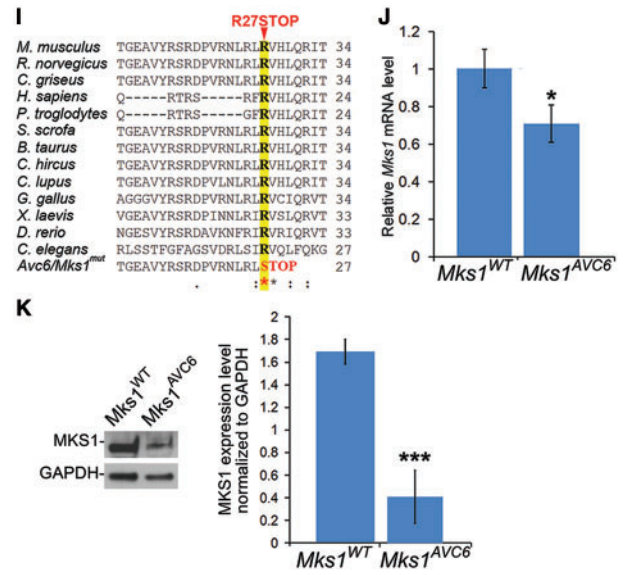 I
R27STOP
M. musculus TGEAVYRSRDPVRNLRLRVHLQRIT 34
R. norvegicus TGEAVYRSRDPVRNLRLRVHLQRIT 34
C. griseus TGEAVYRSRDPVRNLRLRVHLQRIT 34
H. sapiens Q-----RTRS-----RFRVHLQRIT 24
P. troglodytes Q-----RTRS-----GFRVHLQRIT 24
S. scrofa TGEAVYRSRDPVRNLRLRVHLQRIT 34
B. taurus TGEAVYRSRDPVRNLRLRVHLQRIT 34
C. hircus TGEAVYRSRDPVRNLRLRVHLQRIT 34
C. lupus TGEAVYRSRDPVLNLRLRVHLQRIT 34
G. gallus AGGGVYRSRDPVRNLRLRVCIQRVT 34
X. laevis VGEAVYRSRDPINNLRIRVSLQRVT 33
D. rerio NGESVYRSRDAVKNFRIRVRIQRVT 33
C. elegans RLSSTFGFAGSVDRLSIRVQLFQKG 27
Avc6/Mks1mut TGEAVYRSRDPVRNLRLSTOP 27
. :**: :
J
Relative Mks1 mRNA level
1.2
1
0.8
0.6
0.4
0.2
0
*
Mks1WT Mks1AVC6
K
Mks1WT Mks1AVC6
MKS1-
GAPDH-
MKS1 expression level
normalized to GAPDH
2
1.8
1.6
1.4
1.2
1
0.8
0.6
0.4
0.2
0
***
Mks1WT Mks1AVC6